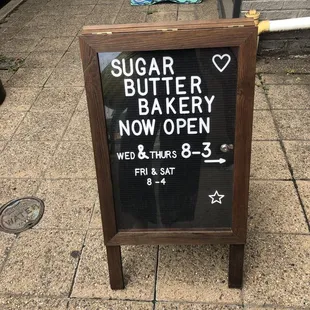 SUGAR
BUTTER
BAKERY
NOW OPEN
WED & THURS 8-3
FRI & SAT
8-4